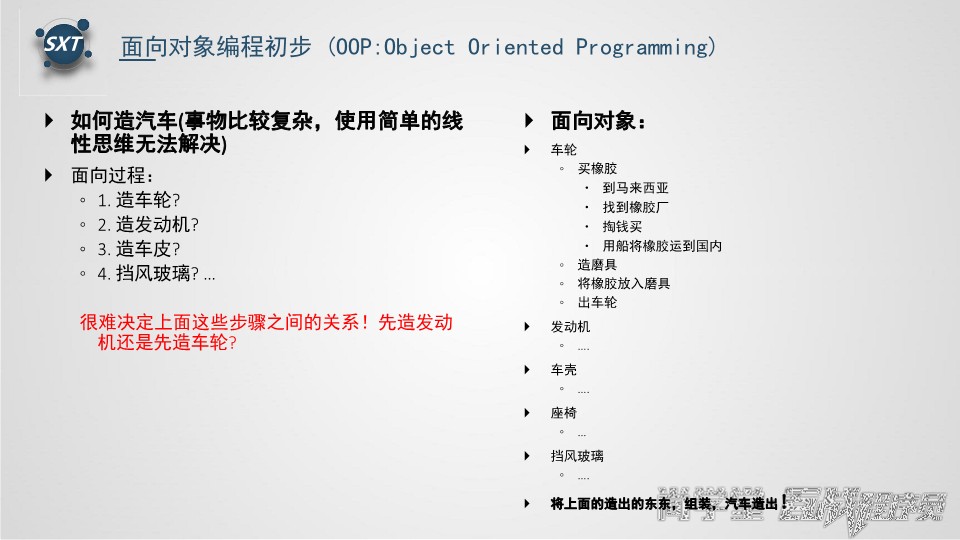 SXT
面向对象编程初步 (OOP:Object Oriented Programming)
如何造汽车(事物比较复杂，使用简单的线
性思维无法解决)
面向过程：
1. 造车轮?
2. 造发动机?
3. 造车皮?
4. 挡风玻璃? ...
很难决定上面这些步骤之间的关系！先造发动
机还是先造车轮?
面向对象：
车轮
买橡胶
到马来西亚
找到橡胶厂
掏钱买
用船将橡胶运到国内
造磨具
将橡胶放入磨具
出车轮
发动机
....
车壳
....
座椅
...
挡风玻璃
....
将上面的造出的东东，组装，汽车造出！